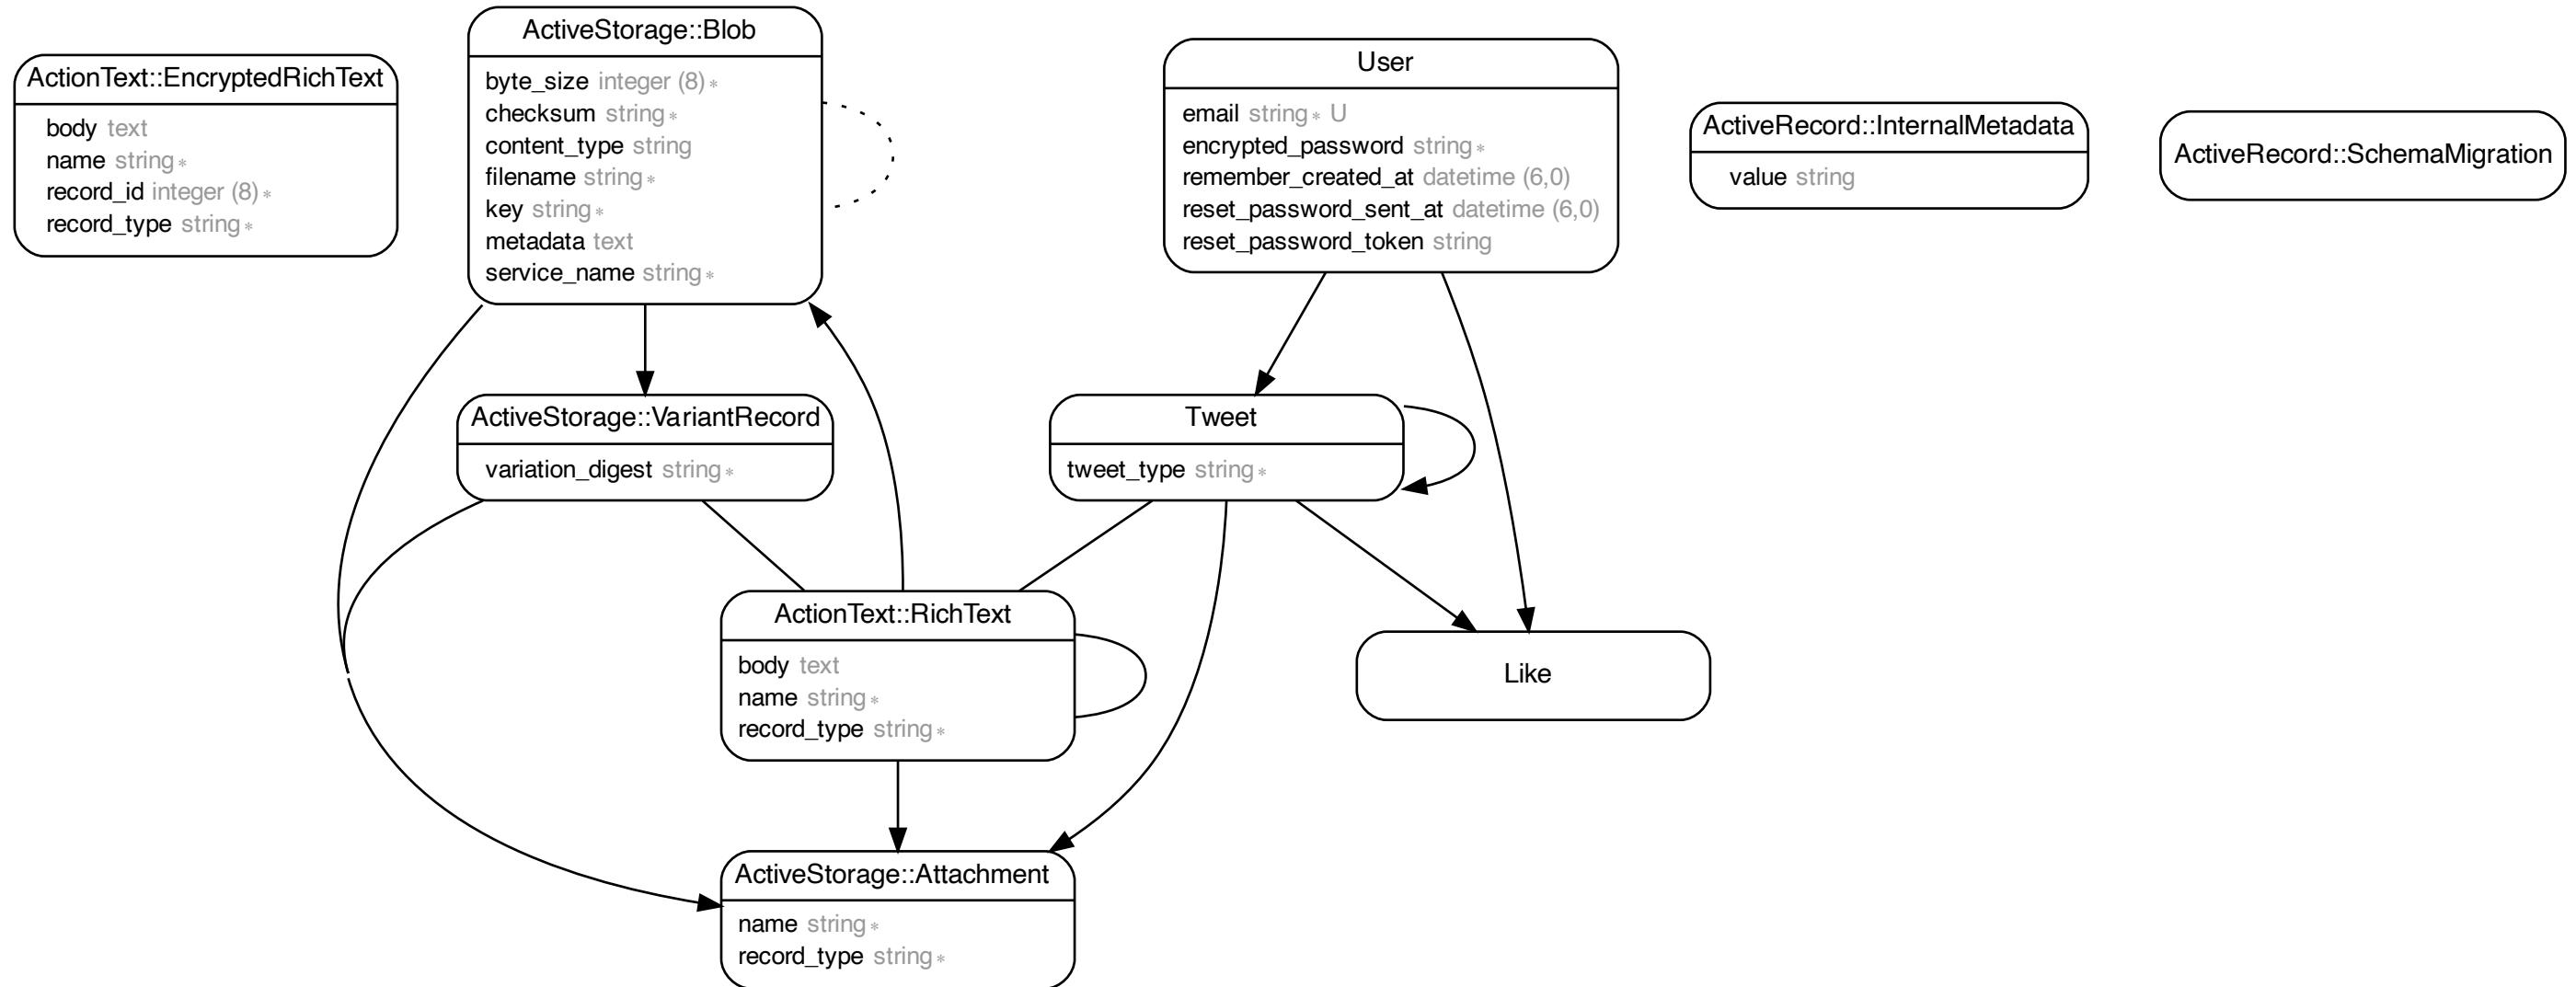 ActionText::EncryptedRichText
body text
name string *
record_id integer (8) *
record_type string *
ActiveStorage::Blob
byte_size integer (8) *
checksum string *
content_type string
filename string *
key string *
metadata text
service_name string *
User
email string * U
encrypted_password string *
remember_created_at datetime (6,0)
reset_password_sent_at datetime (6,0)
reset_password_token string
ActiveRecord::InternalMetadata
value string
ActiveRecord::SchemaMigration
ActiveStorage::VariantRecord
variation_digest string *
Tweet
tweet_type string *
ActionText::RichText
body text
name string *
record_type string *
Like
ActiveStorage::Attachment
name string *
record_type string *